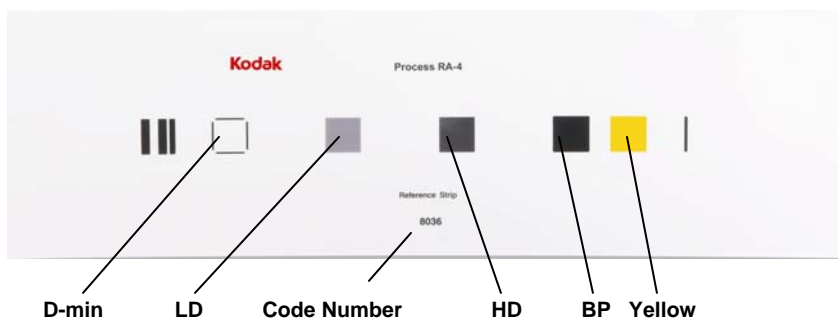 Kodak Process RA-4
Reference Strip
8036
D-min LD Code Number HD BP Yellow